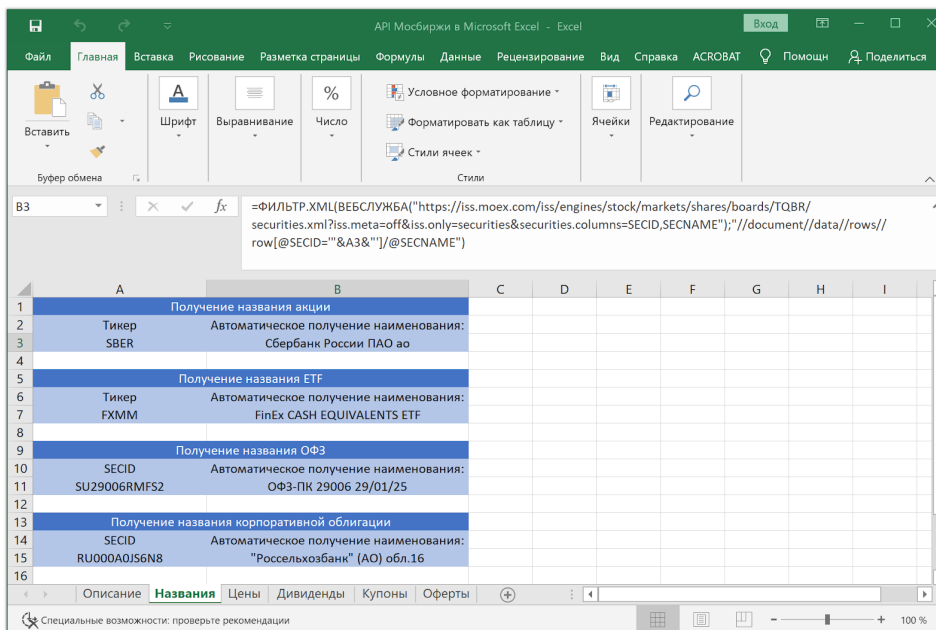 API Мосбиржи в Microsoft Excel - Excel
Вход
Файл Главная Вставка Рисование Разметка страницы Формулы Данные Рецензирование Вид Справка ACROBAT Помощн Поделиться
Вставить
Буфер обмена
Шрифт
Выравнивание
%
Число
Условное форматирование
Форматировать как таблицу
Стили ячеек
Стили
Ячейки
Редактирование
B3
fx
=ФИЛЬТР.XML(ВЕБСЛУЖБА("https://iss.moex.com/iss/engines/stock/markets/shares/boards/TQBR/
securities.xml?iss.meta=off&iss.only=securities&securities.columns=SECID,SECNAME");"//document//data//rows//
row[@SECID='"&A3&"']/@SECNAME")
A B C D E F G H I
1 Получение названия акции
2 Тикер Автоматическое получение наименования:
3 SBER Сбербанк России ПАО ао
4
5 Получение названия ETF
6 Тикер Автоматическое получение наименования:
7 FXMM FinEx CASH EQUIVALENTS ETF
8
9 Получение названия ОФЗ
10 SECID Автоматическое получение наименования:
11 SU29006RMFS2 ОФЗ-ПК 29006 29/01/25
12
13 Получение названия корпоративной облигации
14 SECID Автоматическое получение наименования:
15 RU000A0JS6N8 "Россельхозбанк" (АО) обл.16
16
Описание Названия Цены Дивиденды Купоны Оферты
Специальные возможности: проверьте рекомендации
100 %